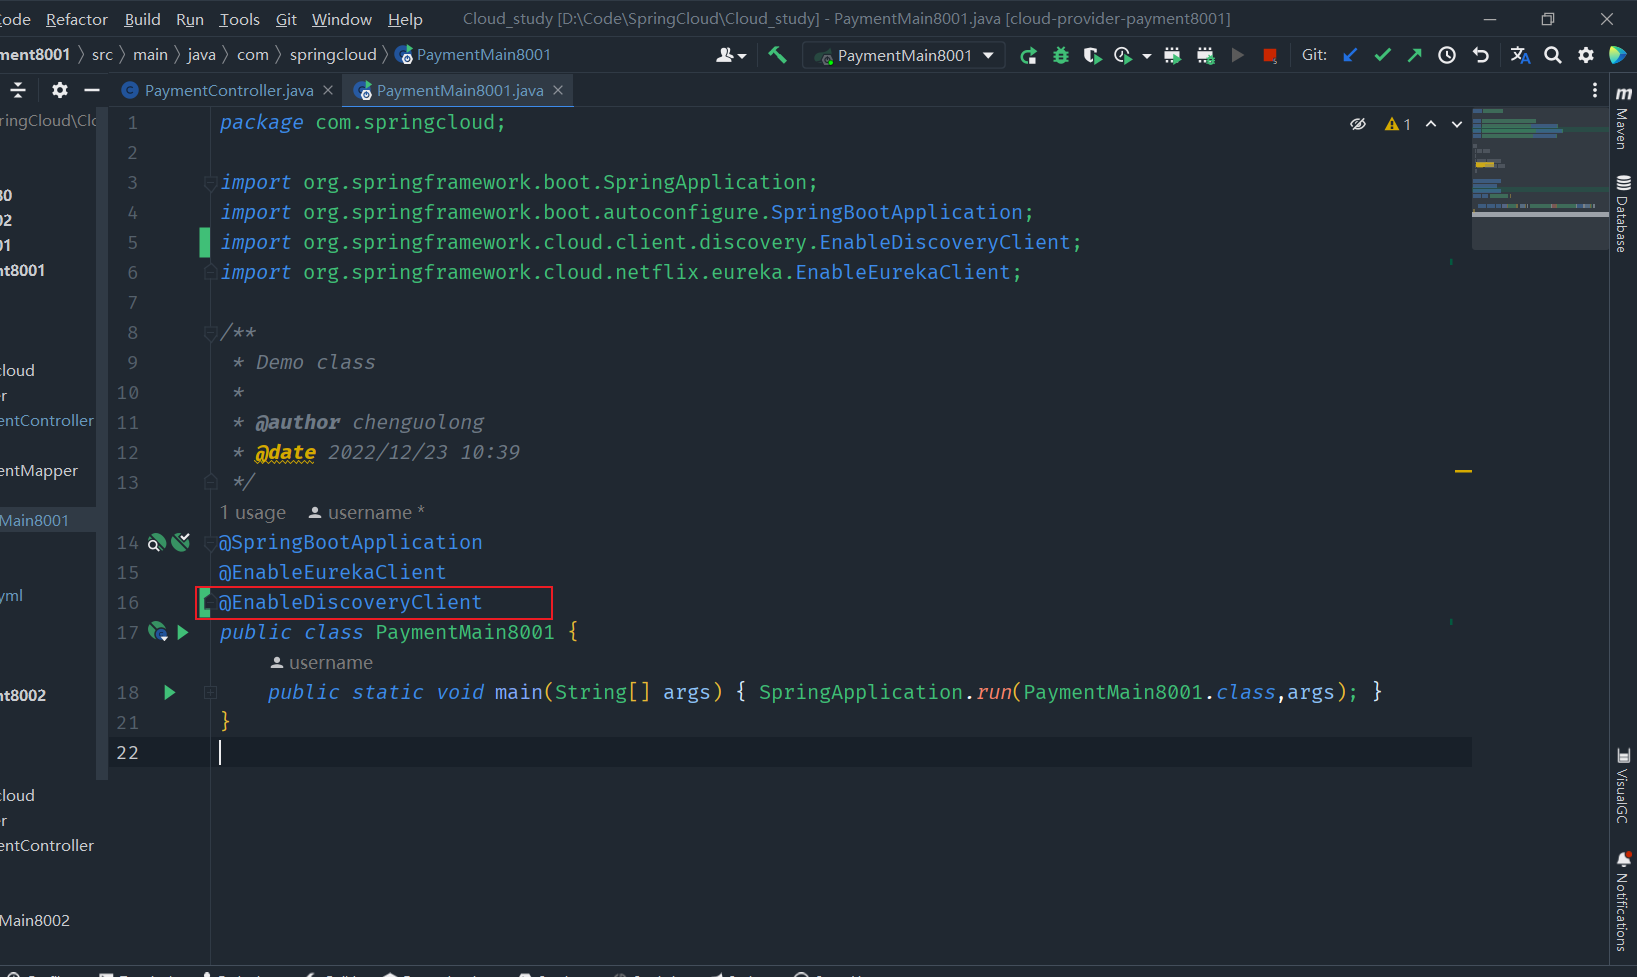 Code Refactor Build Run Tools Git Window Help Cloud_study [D:\Code\SpringCloud\Cloud_study] - PaymentMain8001.java [cloud-provider-payment8001]
ment8001 src main java com springcloud PaymentMain8001 PaymentMain8001 Git:
PaymentController.java PaymentMain8001.java
ringCloud\Clo
30
02
01
nt8001
cloud
er
entController
entMapper
Main8001
yml
nt8002
cloud
er
entController
Main8002
1 package com.springcloud;
2
3 import org.springframework.boot.SpringApplication;
4 import org.springframework.boot.autoconfigure.SpringBootApplication;
5 import org.springframework.cloud.client.discovery.EnableDiscoveryClient;
6 import org.springframework.cloud.netflix.eureka.EnableEurekaClient;
7
8 /**
9 * Demo class
10 *
11 * @author chenguolong
12 * @date 2022/12/23 10:39
13 */
1 usage username *
14 @SpringBootApplication
15 @EnableEurekaClient
16 @EnableDiscoveryClient
17 public class PaymentMain8001 {
username
18 public static void main(String[] args) { SpringApplication.run(PaymentMain8001.class,args); }
21 }
22
1
Maven
Database
VisualGC
Notifications